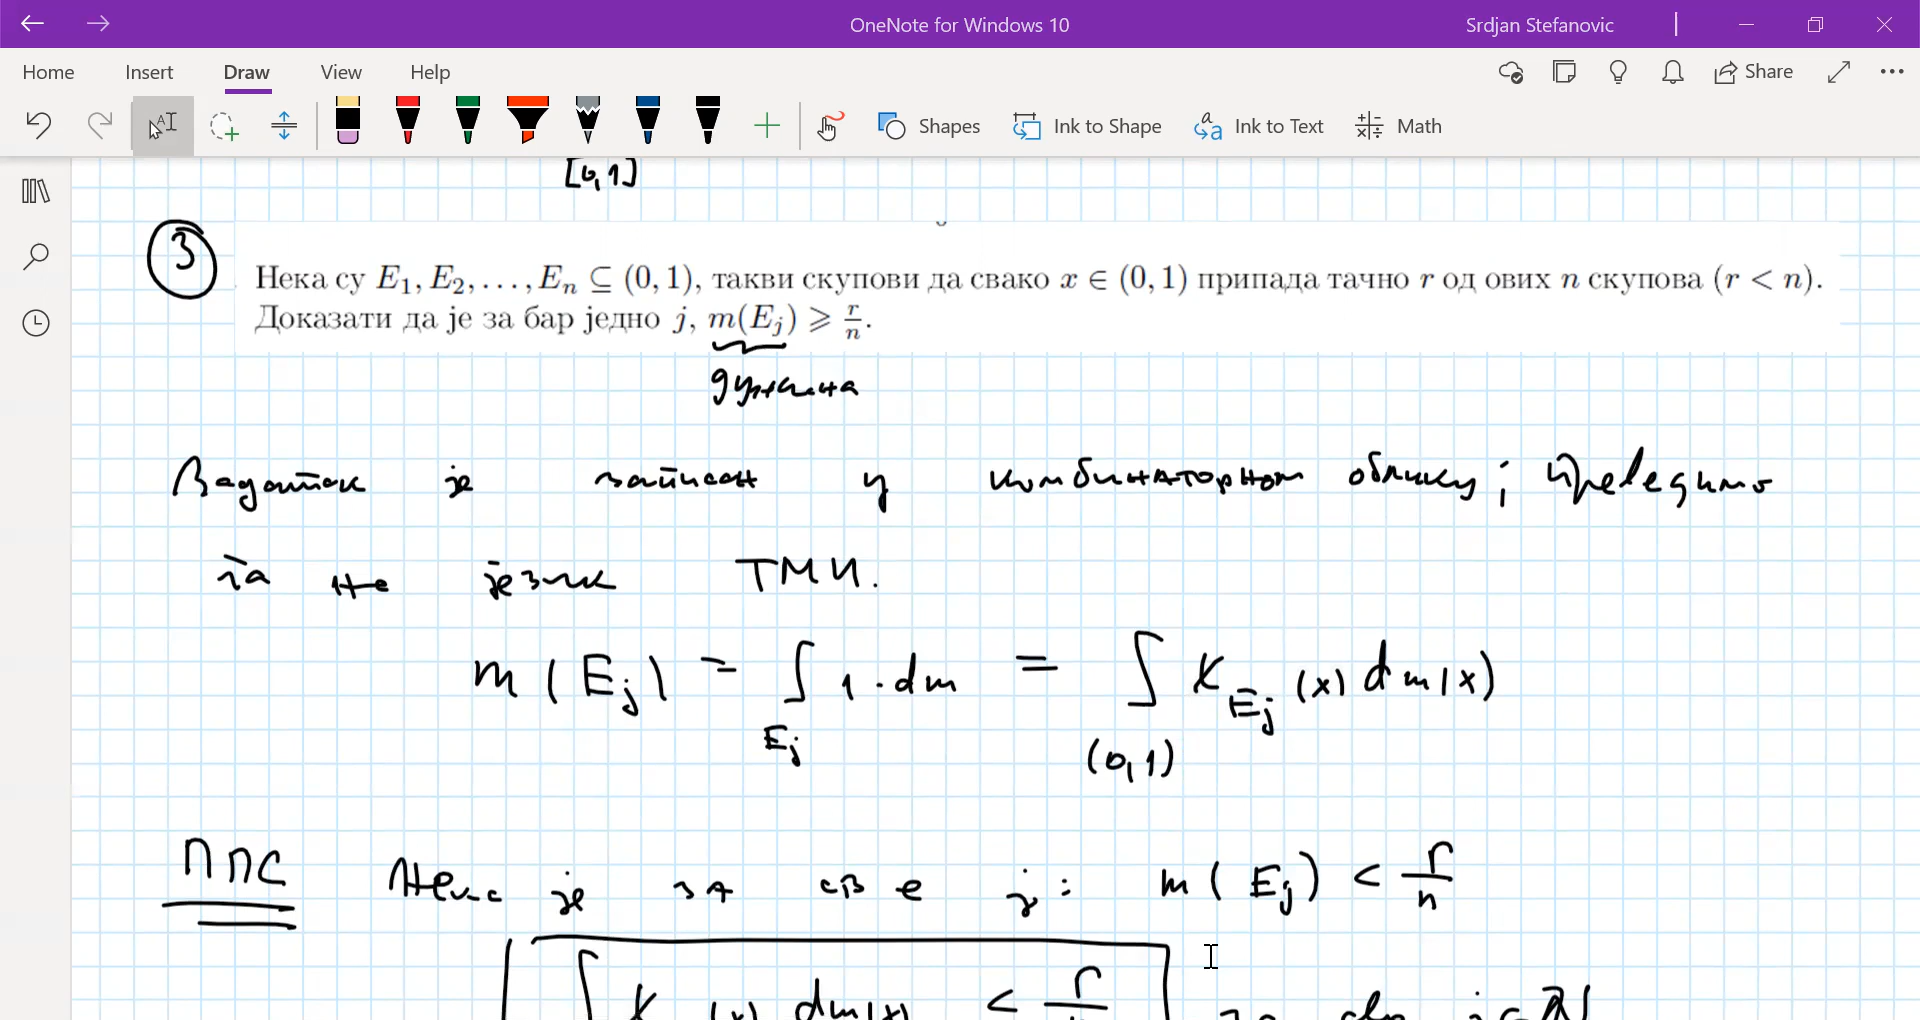 OneNote for Windows 10
Srdjan Stefanovic
Home Insert Draw View Help
Share
Shapes Ink to Shape Ink to Text Math
[0,1]
3
Нека су E₁, E₂, . . . , Eₙ ⊆ (0, 1), такви скупови да свако x ∈ (0, 1) припада тачно r од ових n скупова (r < n).
Доказати да је за бар једно j, m(Eⱼ) ⩾ r/n.
дужина
Задатак је записан у комбинаторном облику; преведимо
га на језик ТМИ.
m(Eⱼ) = ∫ 1·dm = ∫ K Eⱼ (x) dm(x)
Eⱼ (0,1)
ППС Нека је за све j: m(Eⱼ) < r/n
∫ K (x) dm(x) < r